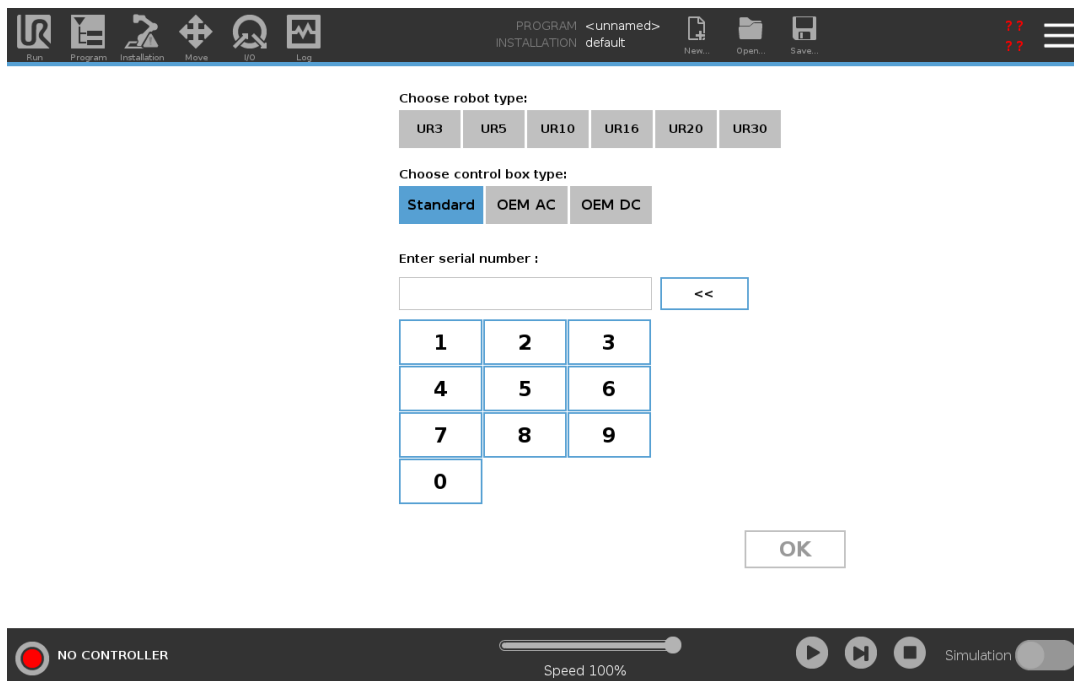 PROGRAM <unnamed>
INSTALLATION default
? ?
? ?
Run Program Installation Move I/O Log New... Open... Save...
Choose robot type:
UR3 UR5 UR10 UR16 UR20 UR30
Choose control box type:
Standard OEM AC OEM DC
Enter serial number :
<<
1 2 3
4 5 6
7 8 9
0
OK
NO CONTROLLER
Speed 100%
Simulation